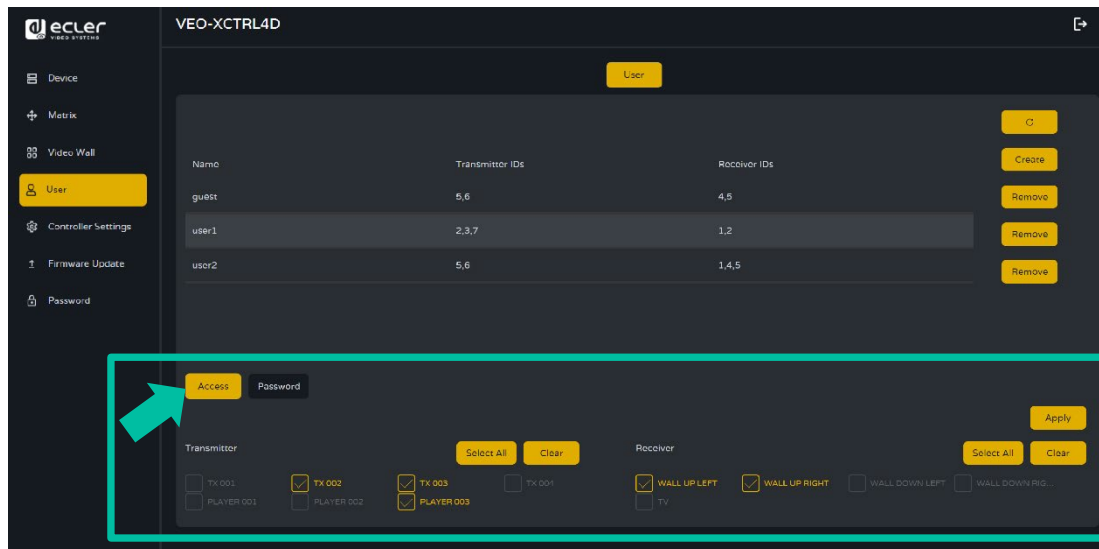 ecler
VIDEO SYSTEMS
VEO-XCTRL4D
Device
Matrix
Video Wall
User
Controller Settings
Firmware Update
Password
User
Name Transmitter IDs Receiver IDs Create
guest 5,6 4,5 Remove
user1 2,3,7 1,2 Remove
user2 5,6 1,4,5 Remove
Access Password
Apply
Transmitter Select All Clear Receiver Select All Clear
TX 001 TX 002 TX 003 TX 004 WALL UP LEFT WALL UP RIGHT WALL DOWN LEFT WALL DOWN RIG...
PLAYER 001 PLAYER 002 PLAYER 003 TV